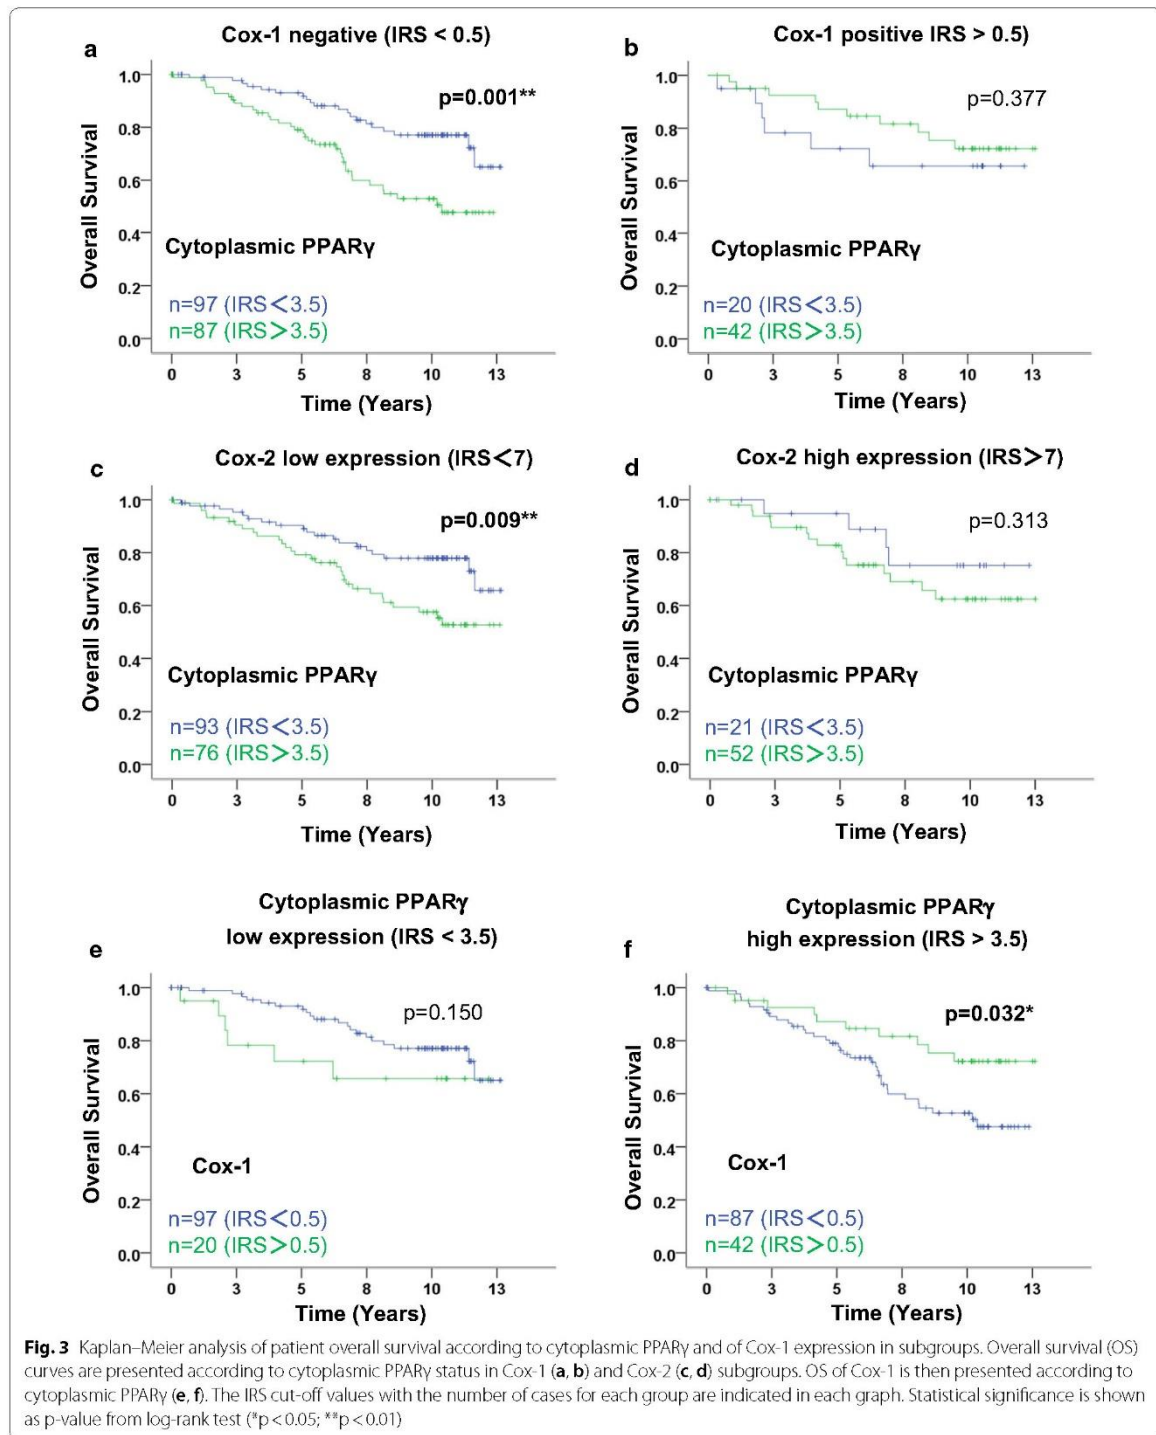 a
Cox-1 negative (IRS < 0.5)
1.0
0.8
0.6
0.4
0.2
0.0
Overall Survival
p=0.001**
Cytoplasmic PPARγ
n=97 (IRS<3.5)
n=87 (IRS>3.5)
0 3 5 8 10 13
Time (Years)
b
Cox-1 positive IRS > 0.5)
1.0
0.8
0.6
0.4
0.2
0.0
Overall Survival
p=0.377
Cytoplasmic PPARγ
n=20 (IRS<3.5)
n=42 (IRS>3.5)
0 3 5 8 10 13
Time (Years)
c
Cox-2 low expression (IRS<7)
1.0
0.8
0.6
0.4
0.2
0.0
Overall Survival
p=0.009**
Cytoplasmic PPARγ
n=93 (IRS<3.5)
n=76 (IRS>3.5)
0 3 5 8 10 13
Time (Years)
d
Cox-2 high expression (IRS>7)
1.0
0.8
0.6
0.4
0.2
0.0
Overall Survival
p=0.313
Cytoplasmic PPARγ
n=21 (IRS<3.5)
n=52 (IRS>3.5)
0 3 5 8 10 13
Time (Years)
e
Cytoplasmic PPARγ
low expression (IRS < 3.5)
1.0
0.8
0.6
0.4
0.2
0.0
Overall Survival
p=0.150
Cox-1
n=97 (IRS<0.5)
n=20 (IRS>0.5)
0 3 5 8 10 13
Time (Years)
f
Cytoplasmic PPARγ
high expression (IRS > 3.5)
1.0
0.8
0.6
0.4
0.2
0.0
Overall Survival
p=0.032*
Cox-1
n=87 (IRS<0.5)
n=42 (IRS>0.5)
0 3 5 8 10 13
Time (Years)
Fig. 3 Kaplan–Meier analysis of patient overall survival according to cytoplasmic PPARγ and of Cox-1 expression in subgroups. Overall survival (OS)
curves are presented according to cytoplasmic PPARγ status in Cox-1 (a, b) and Cox-2 (c, d) subgroups. OS of Cox-1 is then presented according to
cytoplasmic PPARγ (e, f). The IRS cut-off values with the number of cases for each group are indicated in each graph. Statistical significance is shown
as p-value from log-rank test (*p < 0.05; **p < 0.01)